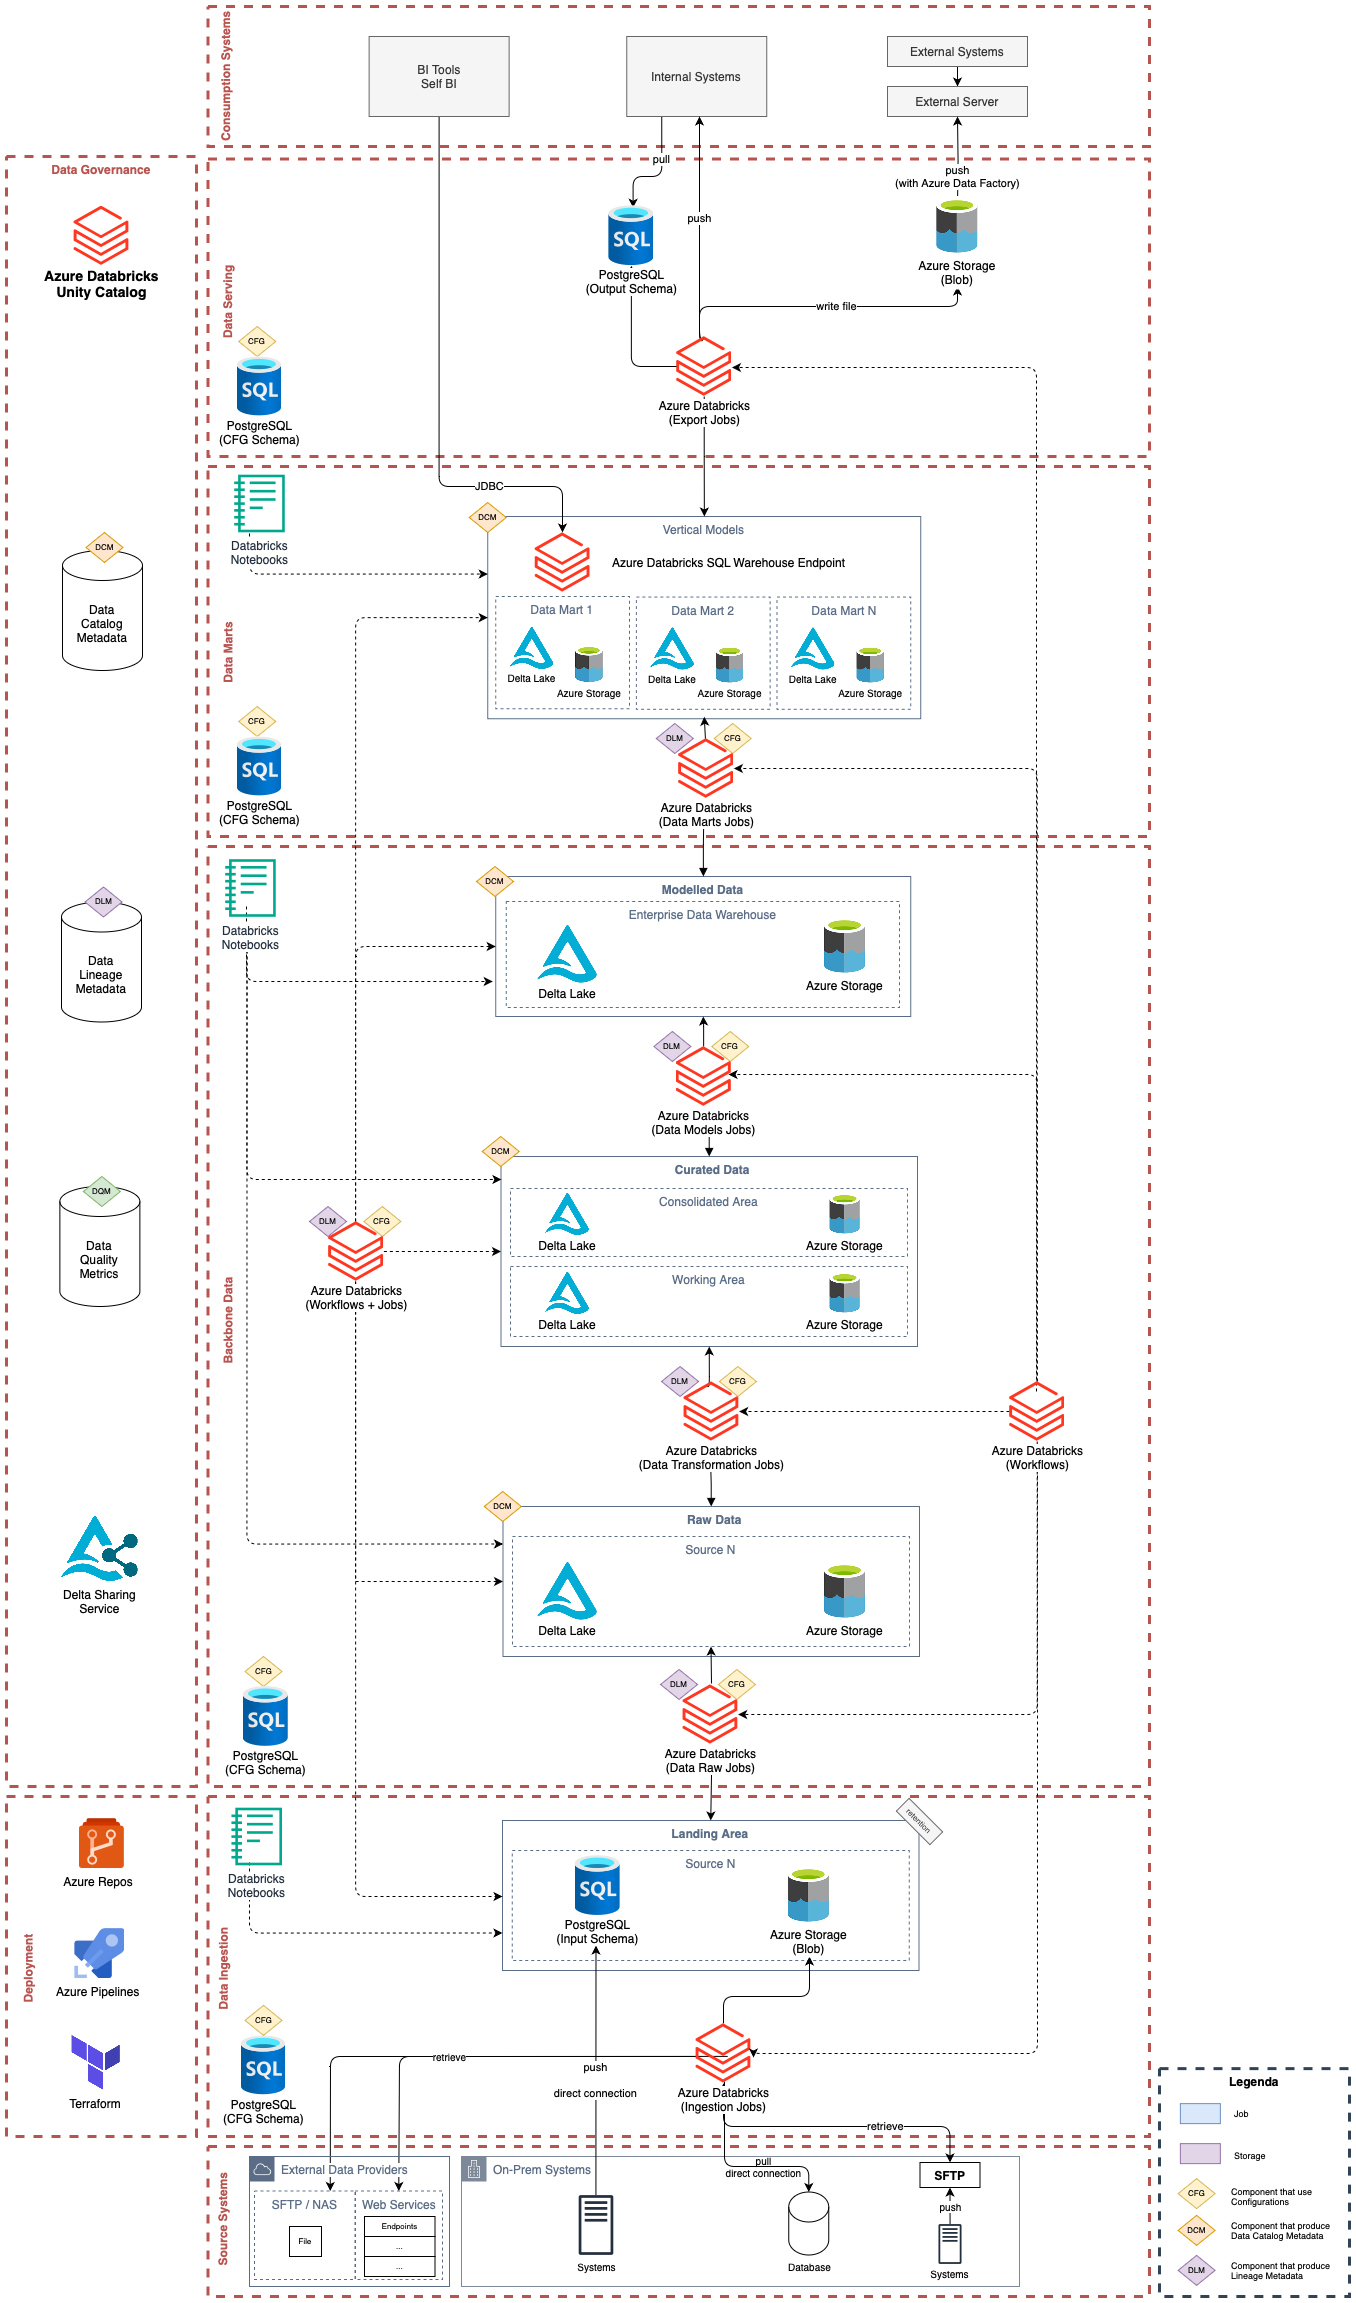 Consumption Systems
BI Tools
Self BI
Internal Systems
External Systems
External Server
Data Governance
Azure Databricks
Unity Catalog
DCM
Data
Catalog
Metadata
DLM
Data
Lineage
Metadata
DQM
Data
Quality
Metrics
Delta Sharing
Service
Data Serving
pull
push
push
(with Azure Data Factory)
SQL
PostgreSQL
(Output Schema)
Azure Storage
(Blob)
write file
CFG
SQL
PostgreSQL
(CFG Schema)
Azure Databricks
(Export Jobs)
Data Marts
Databricks
Notebooks
JDBC
DCM
Vertical Models
Azure Databricks SQL Warehouse Endpoint
Data Mart 1
Delta Lake
Azure Storage
Data Mart 2
Delta Lake
Azure Storage
Data Mart N
Delta Lake
Azure Storage
CFG
SQL
PostgreSQL
(CFG Schema)
DLM
CFG
Azure Databricks
(Data Marts Jobs)
Backbone Data
Databricks
Notebooks
DCM
Modelled Data
Enterprise Data Warehouse
Delta Lake
Azure Storage
DLM
CFG
Azure Databricks
(Data Models Jobs)
DCM
Curated Data
Consolidated Area
Delta Lake
Azure Storage
Working Area
Delta Lake
Azure Storage
DLM
CFG
Azure Databricks
(Workflows + Jobs)
DLM
CFG
Azure Databricks
(Data Transformation Jobs)
Azure Databricks
(Workflows)
DCM
Raw Data
Source N
Delta Lake
Azure Storage
CFG
SQL
PostgreSQL
(CFG Schema)
DLM
CFG
Azure Databricks
(Data Raw Jobs)
Deployment
Azure Repos
Azure Pipelines
Terraform
Data Ingestion
Databricks
Notebooks
retention
Landing Area
Source N
SQL
PostgreSQL
(Input Schema)
Azure Storage
(Blob)
CFG
SQL
PostgreSQL
(CFG Schema)
retrieve
push
direct connection
Azure Databricks
(Ingestion Jobs)
retrieve
Source Systems
External Data Providers
SFTP / NAS
File
Web Services
Endpoints
...
...
On-Prem Systems
Systems
pull
direct connection
Database
SFTP
push
Systems
Legenda
Job
Storage
CFG
Component that use
Configurations
DCM
Component that produce
Data Catalog Metadata
DLM
Component that produce
Lineage Metadata